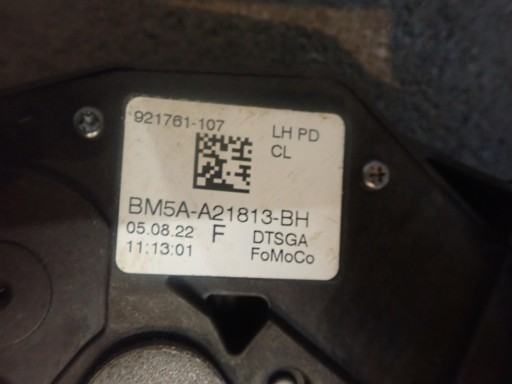 921761-107
LH PD
CL
BM5A-A21813-BH
05.08.22 F DTSGA
11:13:01 FoMoCo